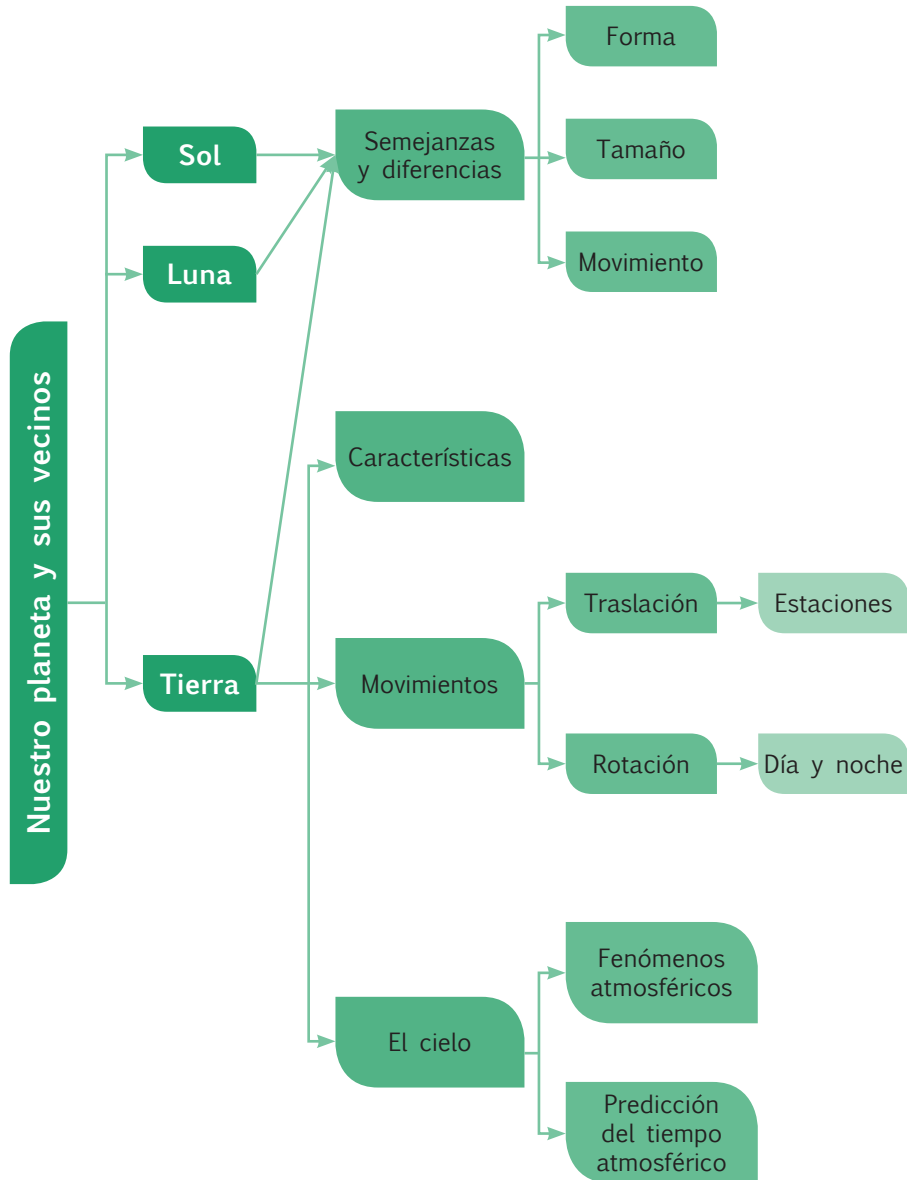 Nuestro planeta y sus vecinos
Sol
Luna
Tierra
Semejanzas
y diferencias
Forma
Tamaño
Movimiento
Características
Movimientos
Traslación
Estaciones
Rotación
Día y noche
El cielo
Fenómenos
atmosféricos
Predicción
del tiempo
atmosférico